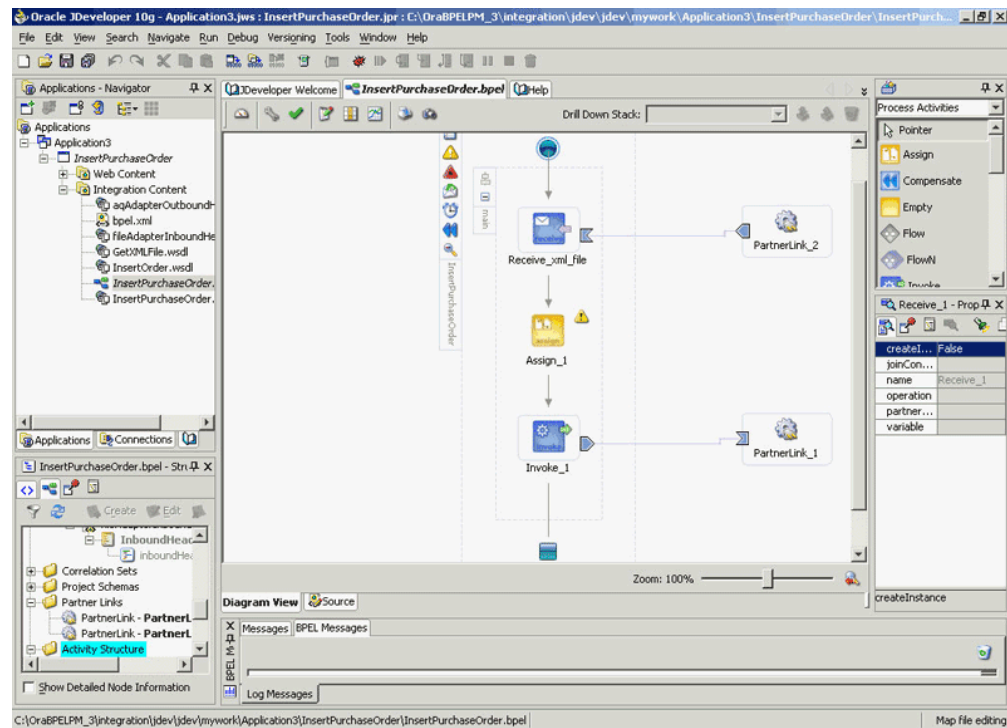 Oracle JDeveloper 10g - Application3.jws : InsertPurchaseOrder.jpr : C:\OraBPELPM_3\integration\jdev\jdev\mywork\Application3\InsertPurchaseOrder\InsertPurch...
File Edit View Search Navigate Run Debug Versioning Tools Window Help
Applications - Navigator
Applications
Application3
InsertPurchaseOrder
Web Content
Integration Content
aqAdapterOutboundH
bpel.xml
fileAdapterInboundHe
GetXMLFile.wsdl
InsertOrder.wsdl
InsertPurchaseOrder.
InsertPurchaseOrder.
Applications Connections
InsertPurchaseOrder.bpel - Stru
Create Edit
InboundHeac
inboundHea
Correlation Sets
Project Schemas
Partner Links
PartnerLink - PartnerL
PartnerLink - PartnerL
Activity Structure
Show Detailed Node Information
JDeveloper Welcome InsertPurchaseOrder.bpel Help
Drill Down Stack:
main
InsertPurchaseOrder
receive
Receive_xml_file
PartnerLink_2
assign
Assign_1
invoke
Invoke_1
PartnerLink_1
Zoom: 100%
Diagram View Source
Messages BPEL Messages
BPEL M
Log Messages
Process Activities
Pointer
Assign
Compensate
Empty
Flow
FlowN
Invoke
Receive_1 - Prop
createI... False
joinCon...
name Receive_1
operation
partner...
variable
createInstance
C:\OraBPELPM_3\integration\jdev\jdev\mywork\Application3\InsertPurchaseOrder\InsertPurchaseOrder.bpel
Map file editing